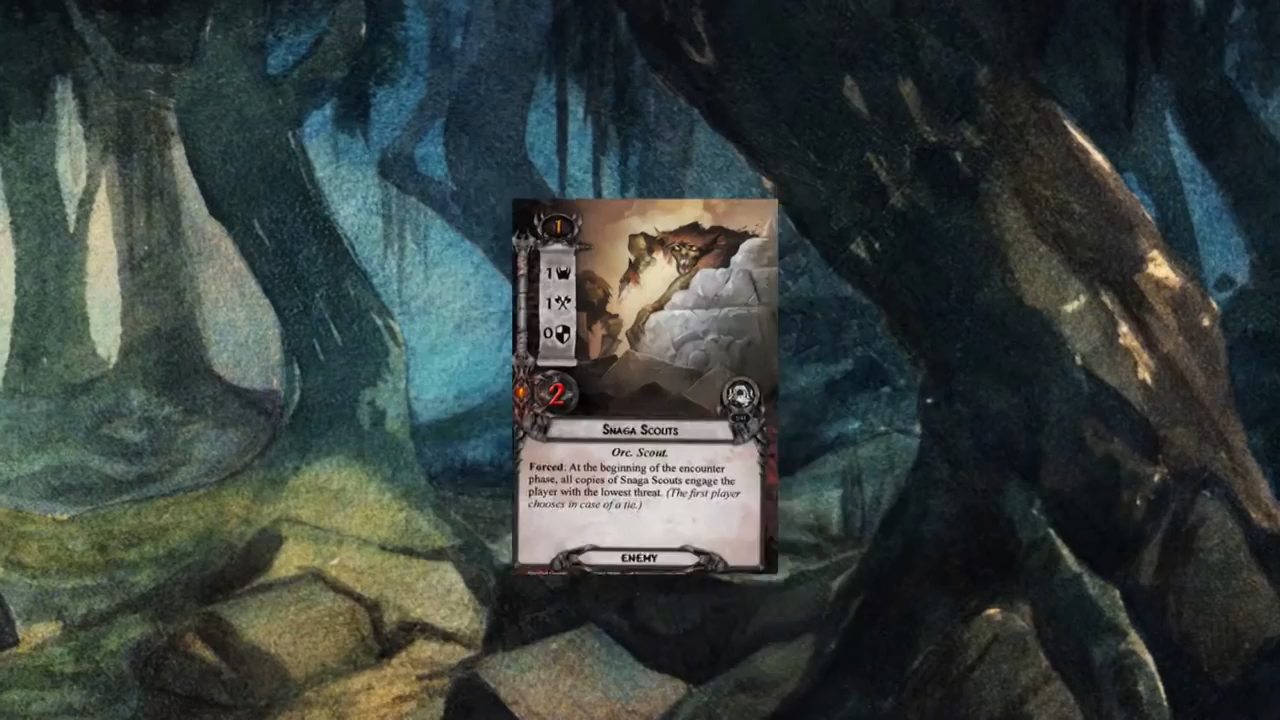 1
1
1
0
2
Snaga Scouts
Orc. Scout.
Forced: At the beginning of the encounter
phase, all copies of Snaga Scouts engage the
player with the lowest threat. (The first player
chooses in case of a tie.)
ENEMY